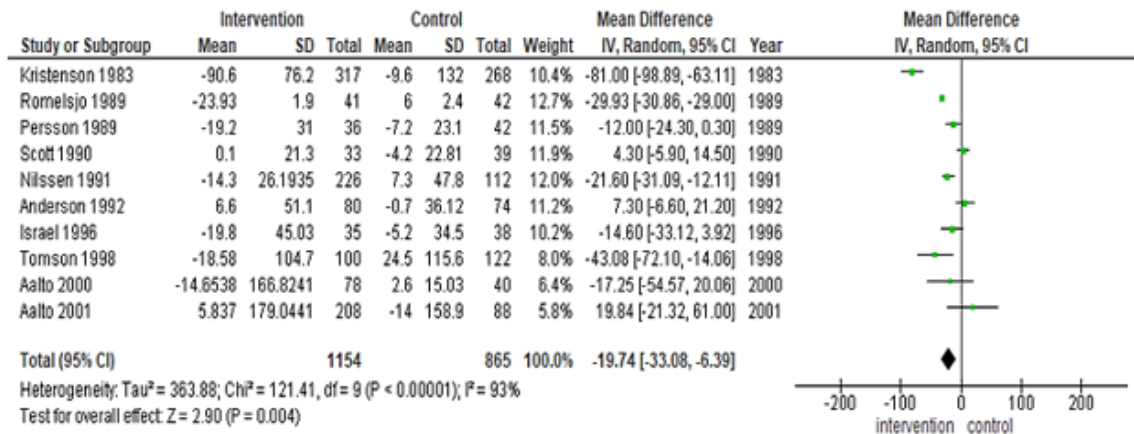 Intervention Control Mean Difference Mean Difference
Study or Subgroup Mean SD Total Mean SD Total Weight IV, Random, 95% CI Year IV, Random, 95% CI
Kristenson 1983 -90.6 76.2 317 -9.6 132 268 10.4% -81.00 [-98.89, -63.11] 1983
Romelsjo 1989 -23.93 1.9 41 6 2.4 42 12.7% -29.93 [-30.86, -29.00] 1989
Persson 1989 -19.2 31 36 -7.2 23.1 42 11.5% -12.00 [-24.30, 0.30] 1989
Scott 1990 0.1 21.3 33 -4.2 22.81 39 11.9% 4.30 [-5.90, 14.50] 1990
Nilssen 1991 -14.3 26.1935 226 7.3 47.8 112 12.0% -21.60 [-31.09, -12.11] 1991
Anderson 1992 6.6 51.1 80 -0.7 36.12 74 11.2% 7.30 [-6.60, 21.20] 1992
Israel 1996 -19.8 45.03 35 -5.2 34.5 38 10.2% -14.60 [-33.12, 3.92] 1996
Tomson 1998 -18.58 104.7 100 24.5 115.6 122 8.0% -43.08 [-72.10, -14.06] 1998
Aalto 2000 -14.6538 166.8241 78 2.6 15.03 40 6.4% -17.25 [-54.57, 20.06] 2000
Aalto 2001 5.837 179.0441 208 -14 158.9 88 5.8% 19.84 [-21.32, 61.00] 2001
Total (95% CI) 1154 865 100.0% -19.74 [-33.08, -6.39]
Heterogeneity: Tau² = 363.88; Chi² = 121.41, df = 9 (P < 0.00001); I² = 93%
Test for overall effect: Z = 2.90 (P = 0.004)
-200 -100 0 100 200
intervention control